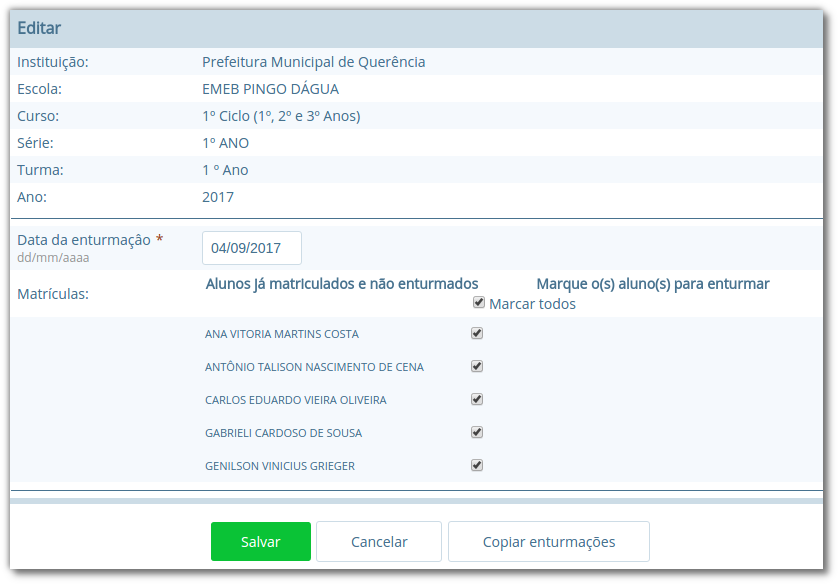 Editar
Instituição: Prefeitura Municipal de Querência
Escola: EMEB PINGO DÁGUA
Curso: 1º Ciclo (1º, 2º e 3º Anos)
Série: 1º ANO
Turma: 1 º Ano
Ano: 2017
Data da enturmação *
dd/mm/aaaa
04/09/2017
Matrículas:
Alunos já matriculados e não enturmados Marque o(s) aluno(s) para enturmar
Marcar todos
ANA VITORIA MARTINS COSTA
ANTÔNIO TALISON NASCIMENTO DE CENA
CARLOS EDUARDO VIEIRA OLIVEIRA
GABRIELI CARDOSO DE SOUSA
GENILSON VINICIUS GRIEGER
Salvar Cancelar Copiar enturmações